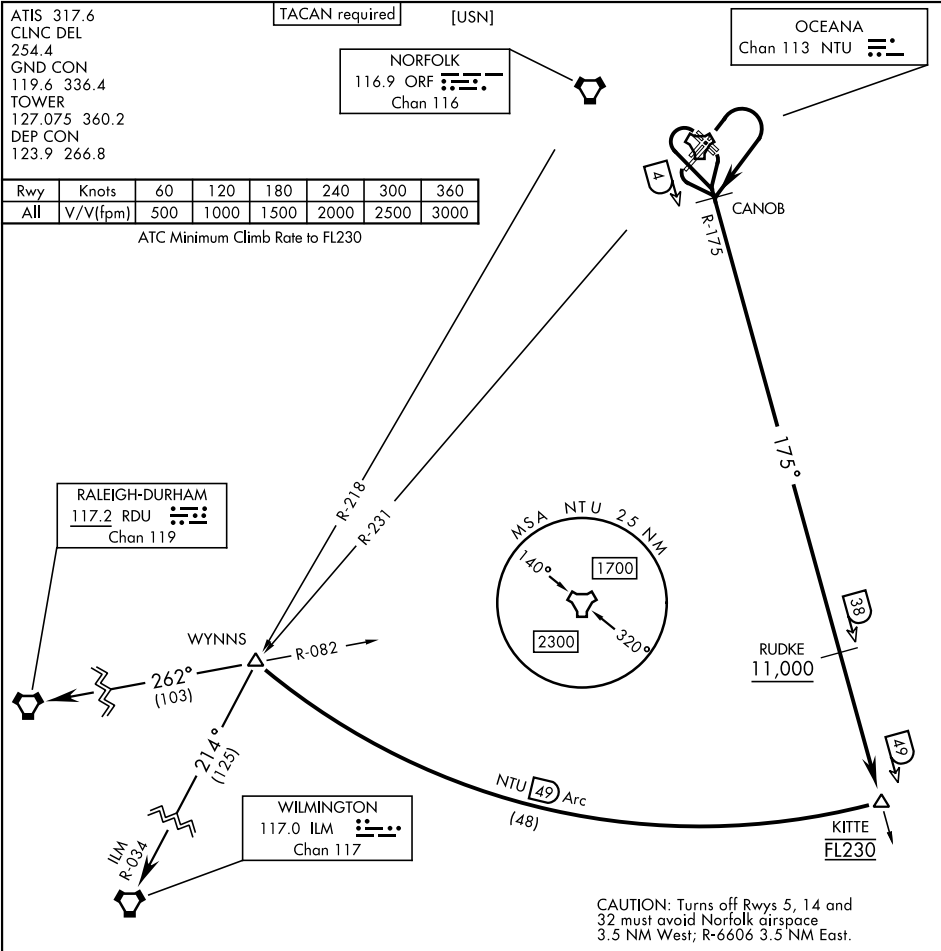 ATIS 317.6
CLNC DEL
254.4
GND CON
119.6 336.4
TOWER
127.075 360.2
DEP CON
123.9 266.8
TACAN required
[USN]
NORFOLK
116.9 ORF
Chan 116
OCEANA
Chan 113 NTU
Rwy Knots 60 120 180 240 300 360
All V/V(fpm) 500 1000 1500 2000 2500 3000
ATC Minimum Climb Rate to FL230
4
CANOB
R-175
175°
R-218
R-231
RALEIGH-DURHAM
117.2 RDU
Chan 119
MSA NTU 25 NM
140°
1700
2300
320°
38
RUDKE
11,000
WYNNS
R-082
262°
(103)
214°
(125)
49
NTU 49 Arc
(48)
KITTE
FL230
WILMINGTON
117.0 ILM
Chan 117
ILM
R-034
CAUTION: Turns off Rwys 5, 14 and
32 must avoid Norfolk airspace
3.5 NM West; R-6606 3.5 NM East.